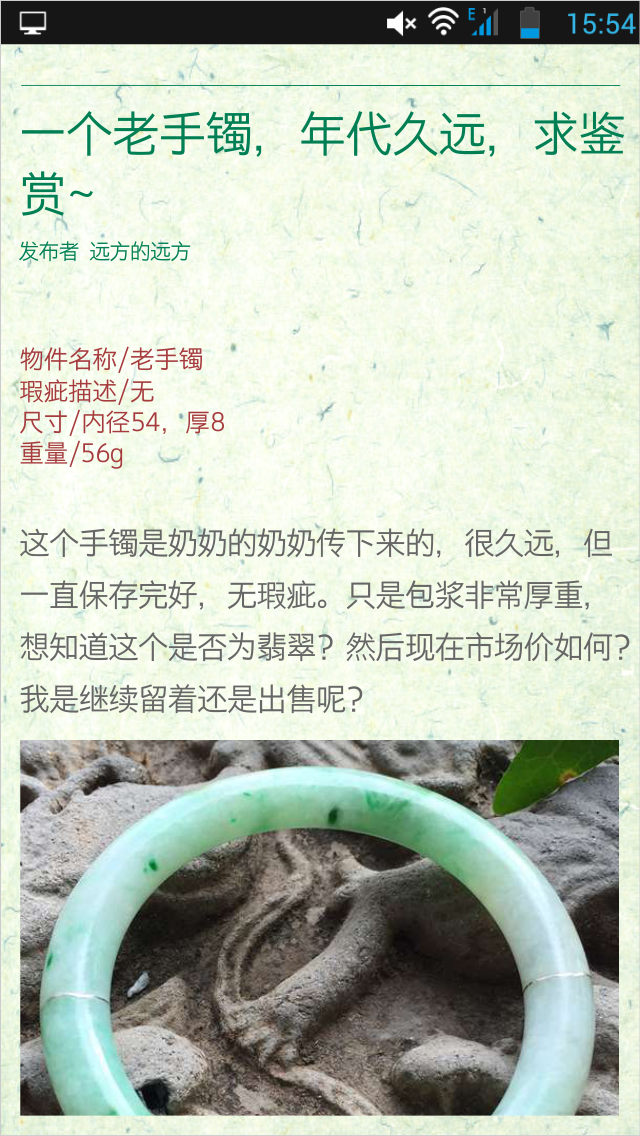 E 1 15:54
一个老手镯，年代久远，求鉴
赏~
发布者 远方的远方
物件名称/老手镯
瑕疵描述/无
尺寸/内径54，厚8
重量/56g
这个手镯是奶奶的奶奶传下来的，很久远，但
一直保存完好，无瑕疵。只是包浆非常厚重，
想知道这个是否为翡翠？然后现在市场价如何？
我是继续留着还是出售呢？